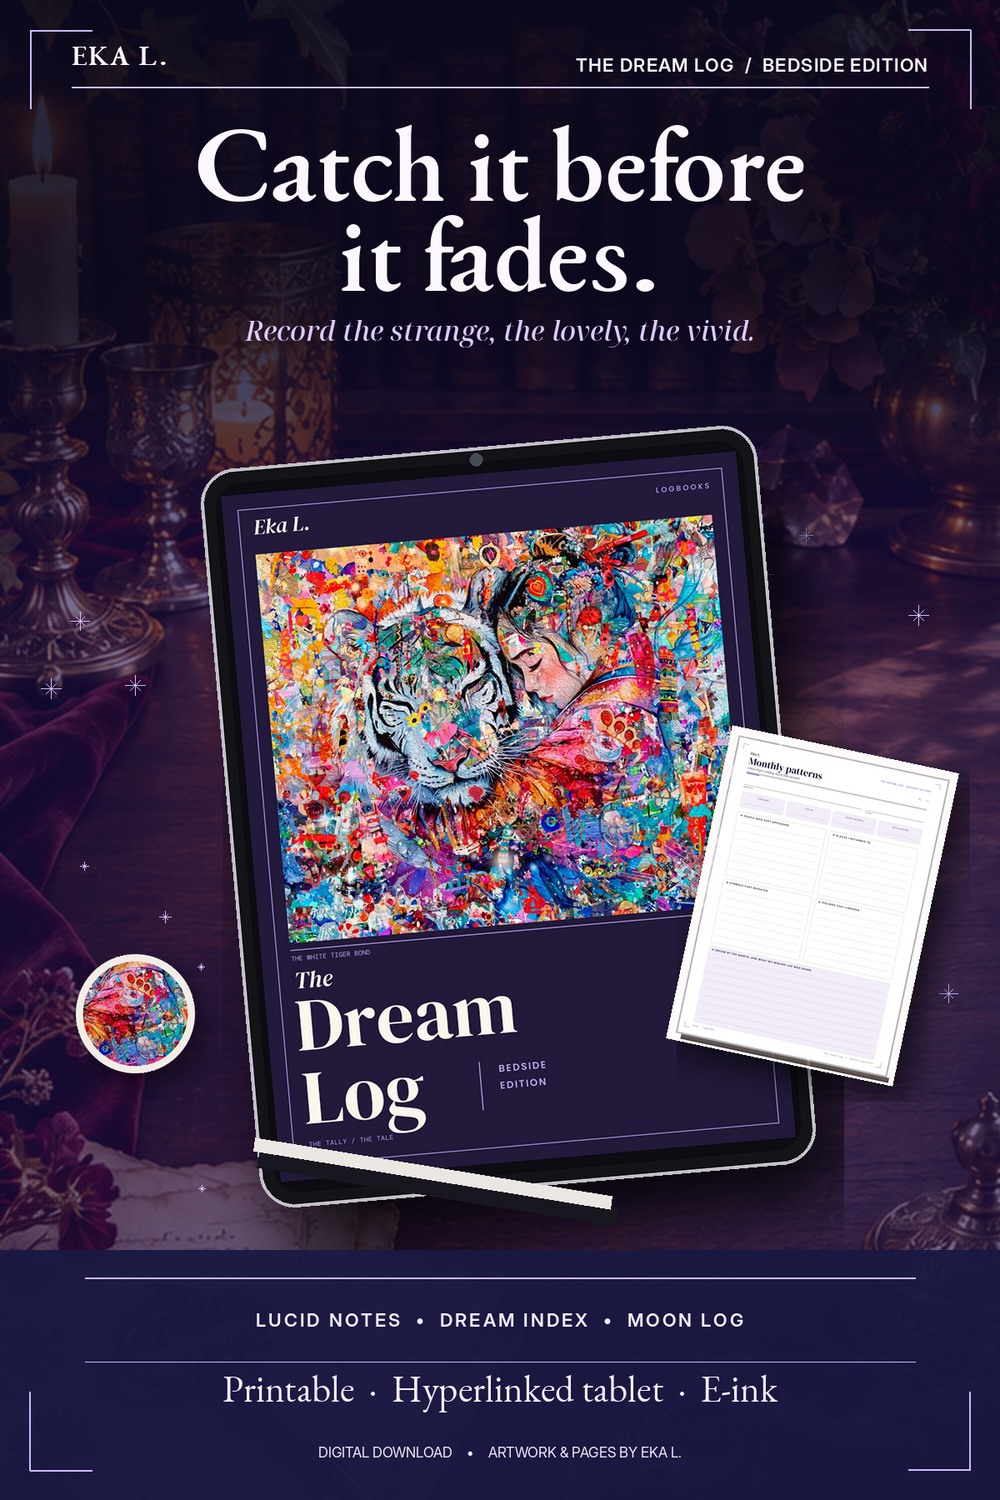 EKA L.
THE DREAM LOG / BEDSIDE EDITION
Catch it before
it fades.
Record the strange, the lovely, the vivid.
LOGBOOKS
Eka L.
THE WHITE TIGER BOND
The
Dream
Log
BEDSIDE
EDITION
THE TALLY / THE TALE
Monthly patterns
LUCID NOTES • DREAM INDEX • MOON LOG
Printable · Hyperlinked tablet · E-ink
DIGITAL DOWNLOAD • ARTWORK & PAGES BY EKA L.